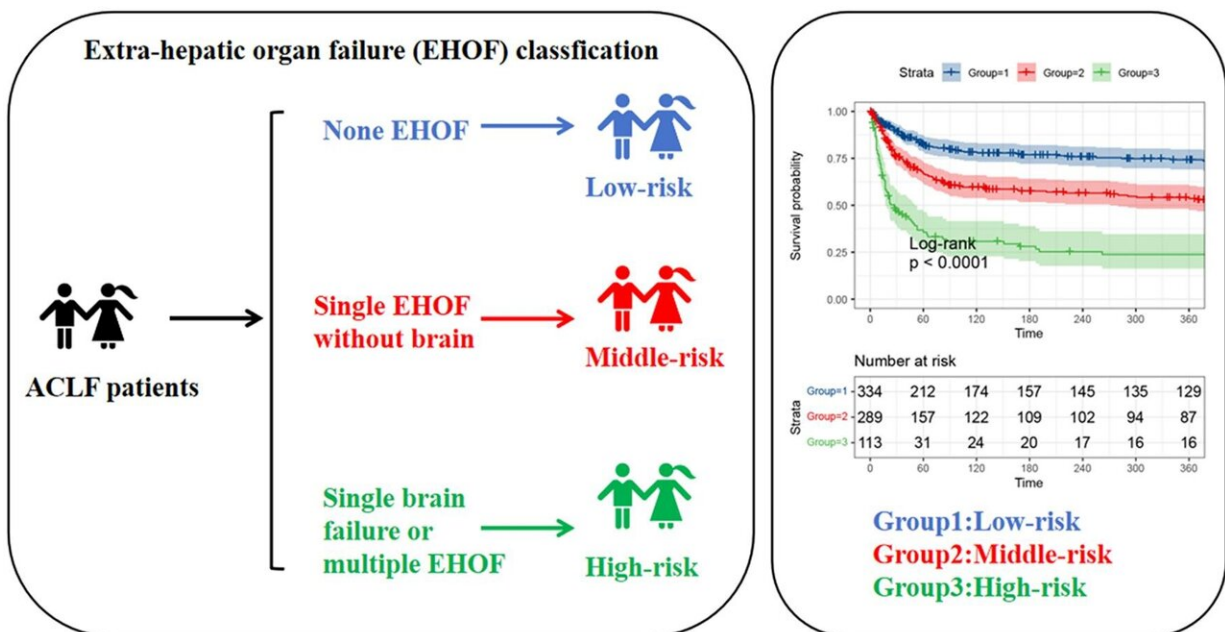 Extra-hepatic organ failure (EHOF) classfication
ACLF patients
None EHOF
Low-risk
Single EHOF
without brain
Middle-risk
Single brain
failure or
multiple EHOF
High-risk
Strata Group=1 Group=2 Group=3
Survival probability
1.00
0.75
0.50
0.25
0.00
Log-rank
p < 0.0001
0 60 120 180 240 300 360
Time
Number at risk
Strata
Group=1 334 212 174 157 145 135 129
Group=2 289 157 122 109 102 94 87
Group=3 113 31 24 20 17 16 16
0 60 120 180 240 300 360
Time
Group1:Low-risk
Group2:Middle-risk
Group3:High-risk